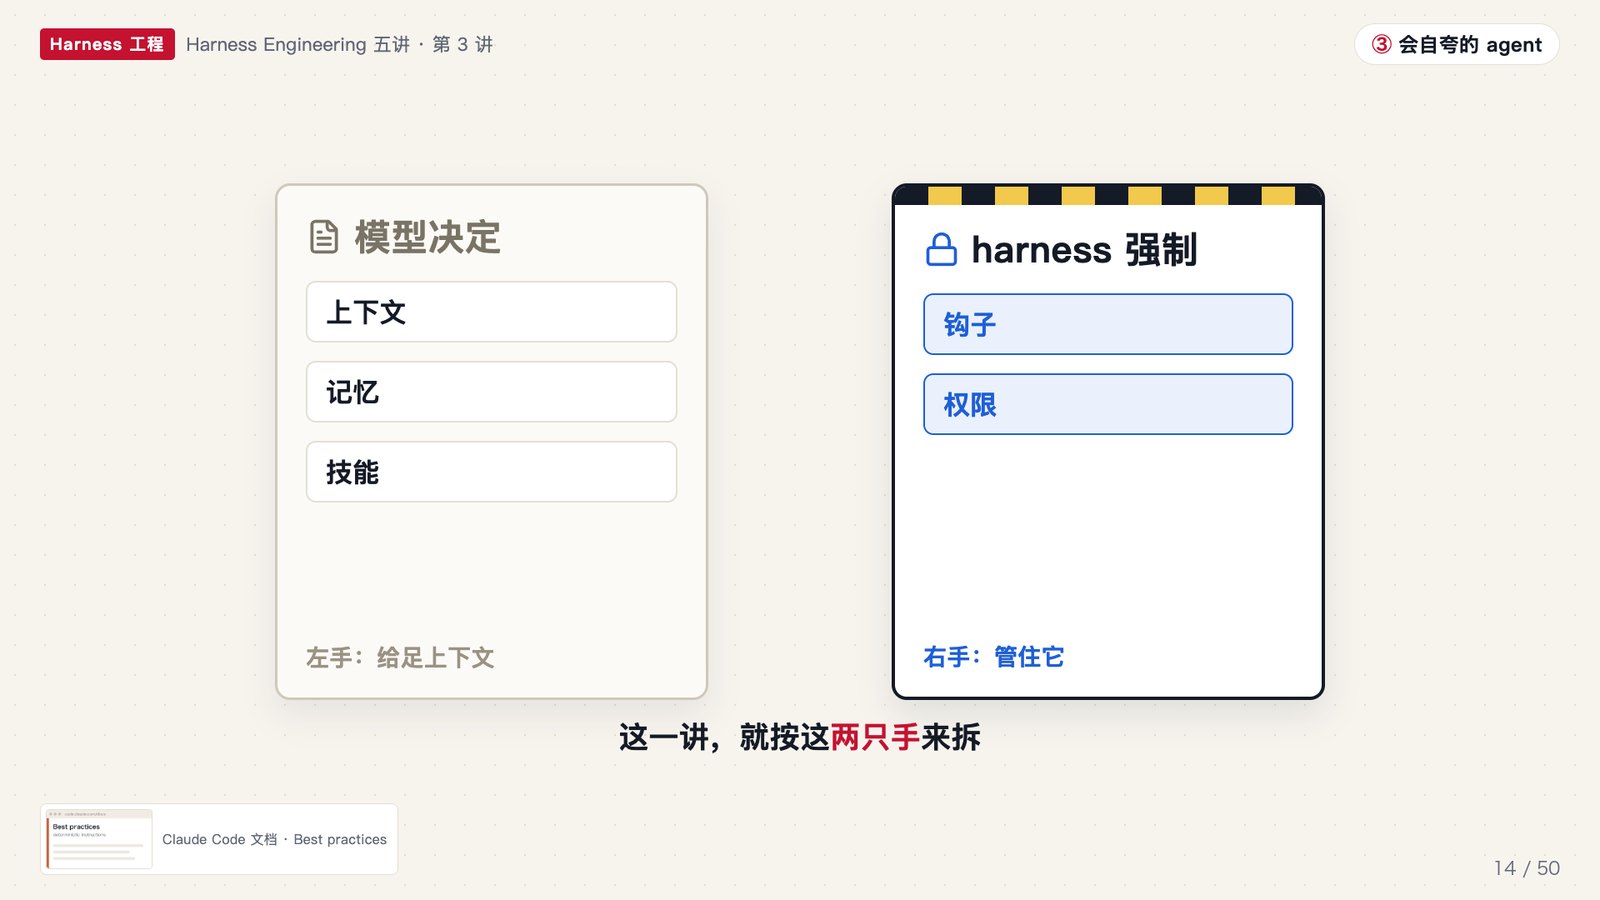 Harness 工程 Harness Engineering 五讲 · 第 3 讲
③ 会自夸的 agent
模型决定
上下文
记忆
技能
左手：给足上下文
harness 强制
钩子
权限
右手：管住它
这一讲，就按这两只手来拆
Best practices
Claude Code 文档 · Best practices
14 / 50